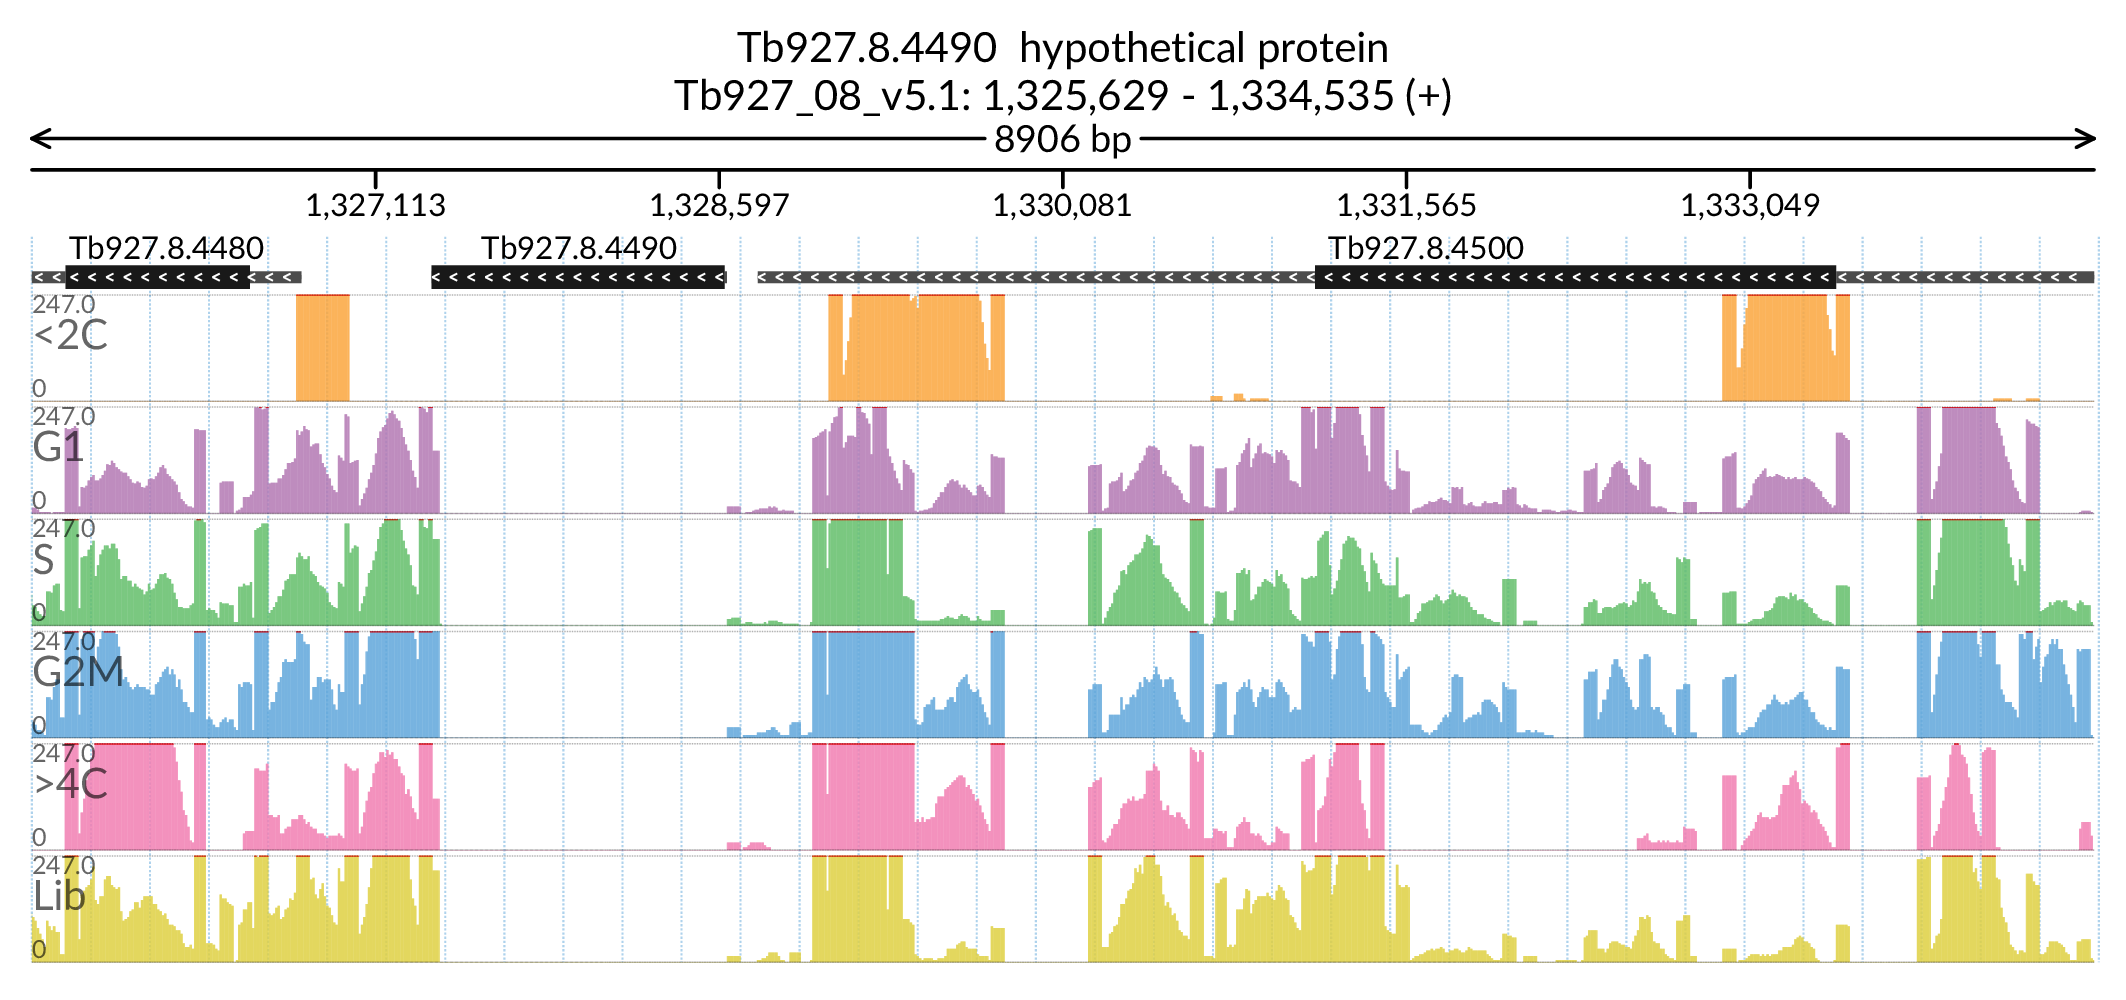 Tb927.8.4490 hypothetical protein
Tb927_08_v5.1: 1,325,629 - 1,334,535 (+)
8906 bp
1,327,113 1,328,597 1,330,081 1,331,565 1,333,049
Tb927.8.4480 Tb927.8.4490 Tb927.8.4500
247.0
<2C
0
247.0
G1
0
247.0
S
0
247.0
G2M
0
247.0
>4C
0
247.0
Lib
0